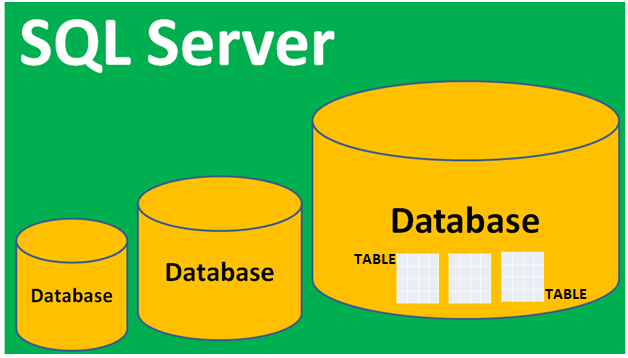 SQL Server
Database
Database
Database
TABLE
TABLE